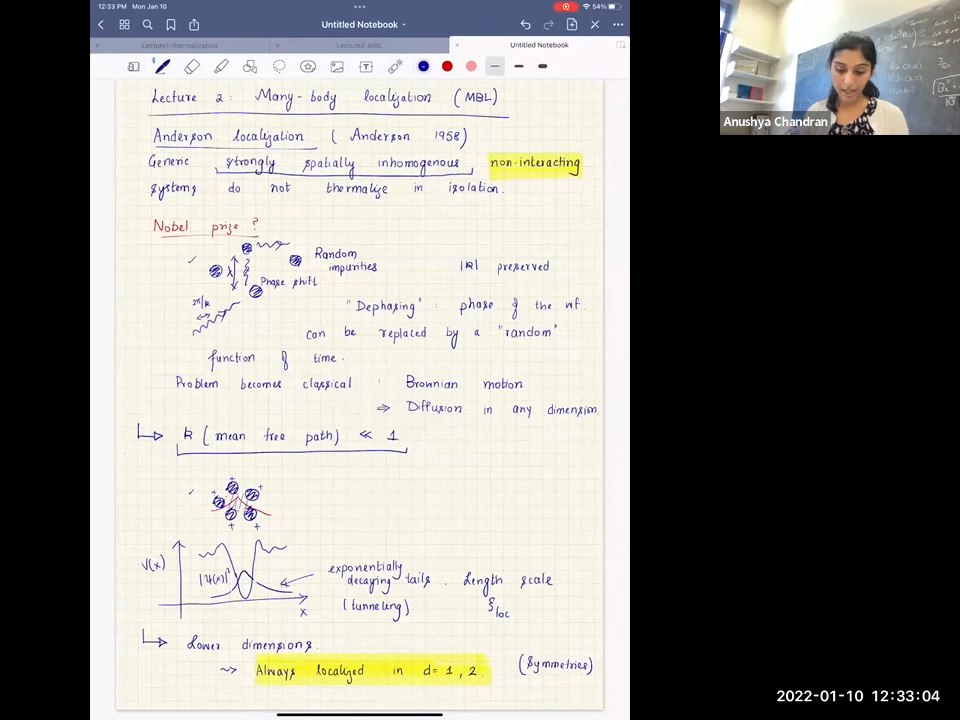 12:33 PM Mon Jan 10
54%
Untitled Notebook
Lecture1-thermalization
Lecture2-MBL
Untitled Notebook
Lecture 2: Many-body localization (MBL)
Anderson localization (Anderson 1958)
Generic strongly spatially inhomogenous non-interacting
systems do not thermalize in isolation.
Nobel prize?
Random
impurities
|k| preserved
λ
Phase shift
2π/k
"Dephasing" : phase of the wf.
can be replaced by a "random"
function of time.
Problem becomes classical : Brownian motion
⇒ Diffusion in any dimension.
k (mean free path) << 1
V(x)
|Ψ(x)|²
x
exponentially
decaying tails. Length scale
(tunneling) ξloc
Lower dimensions.
Always localized in d= 1, 2. (Symmetries)
Anushya Chandran
2022-01-10 12:33:04